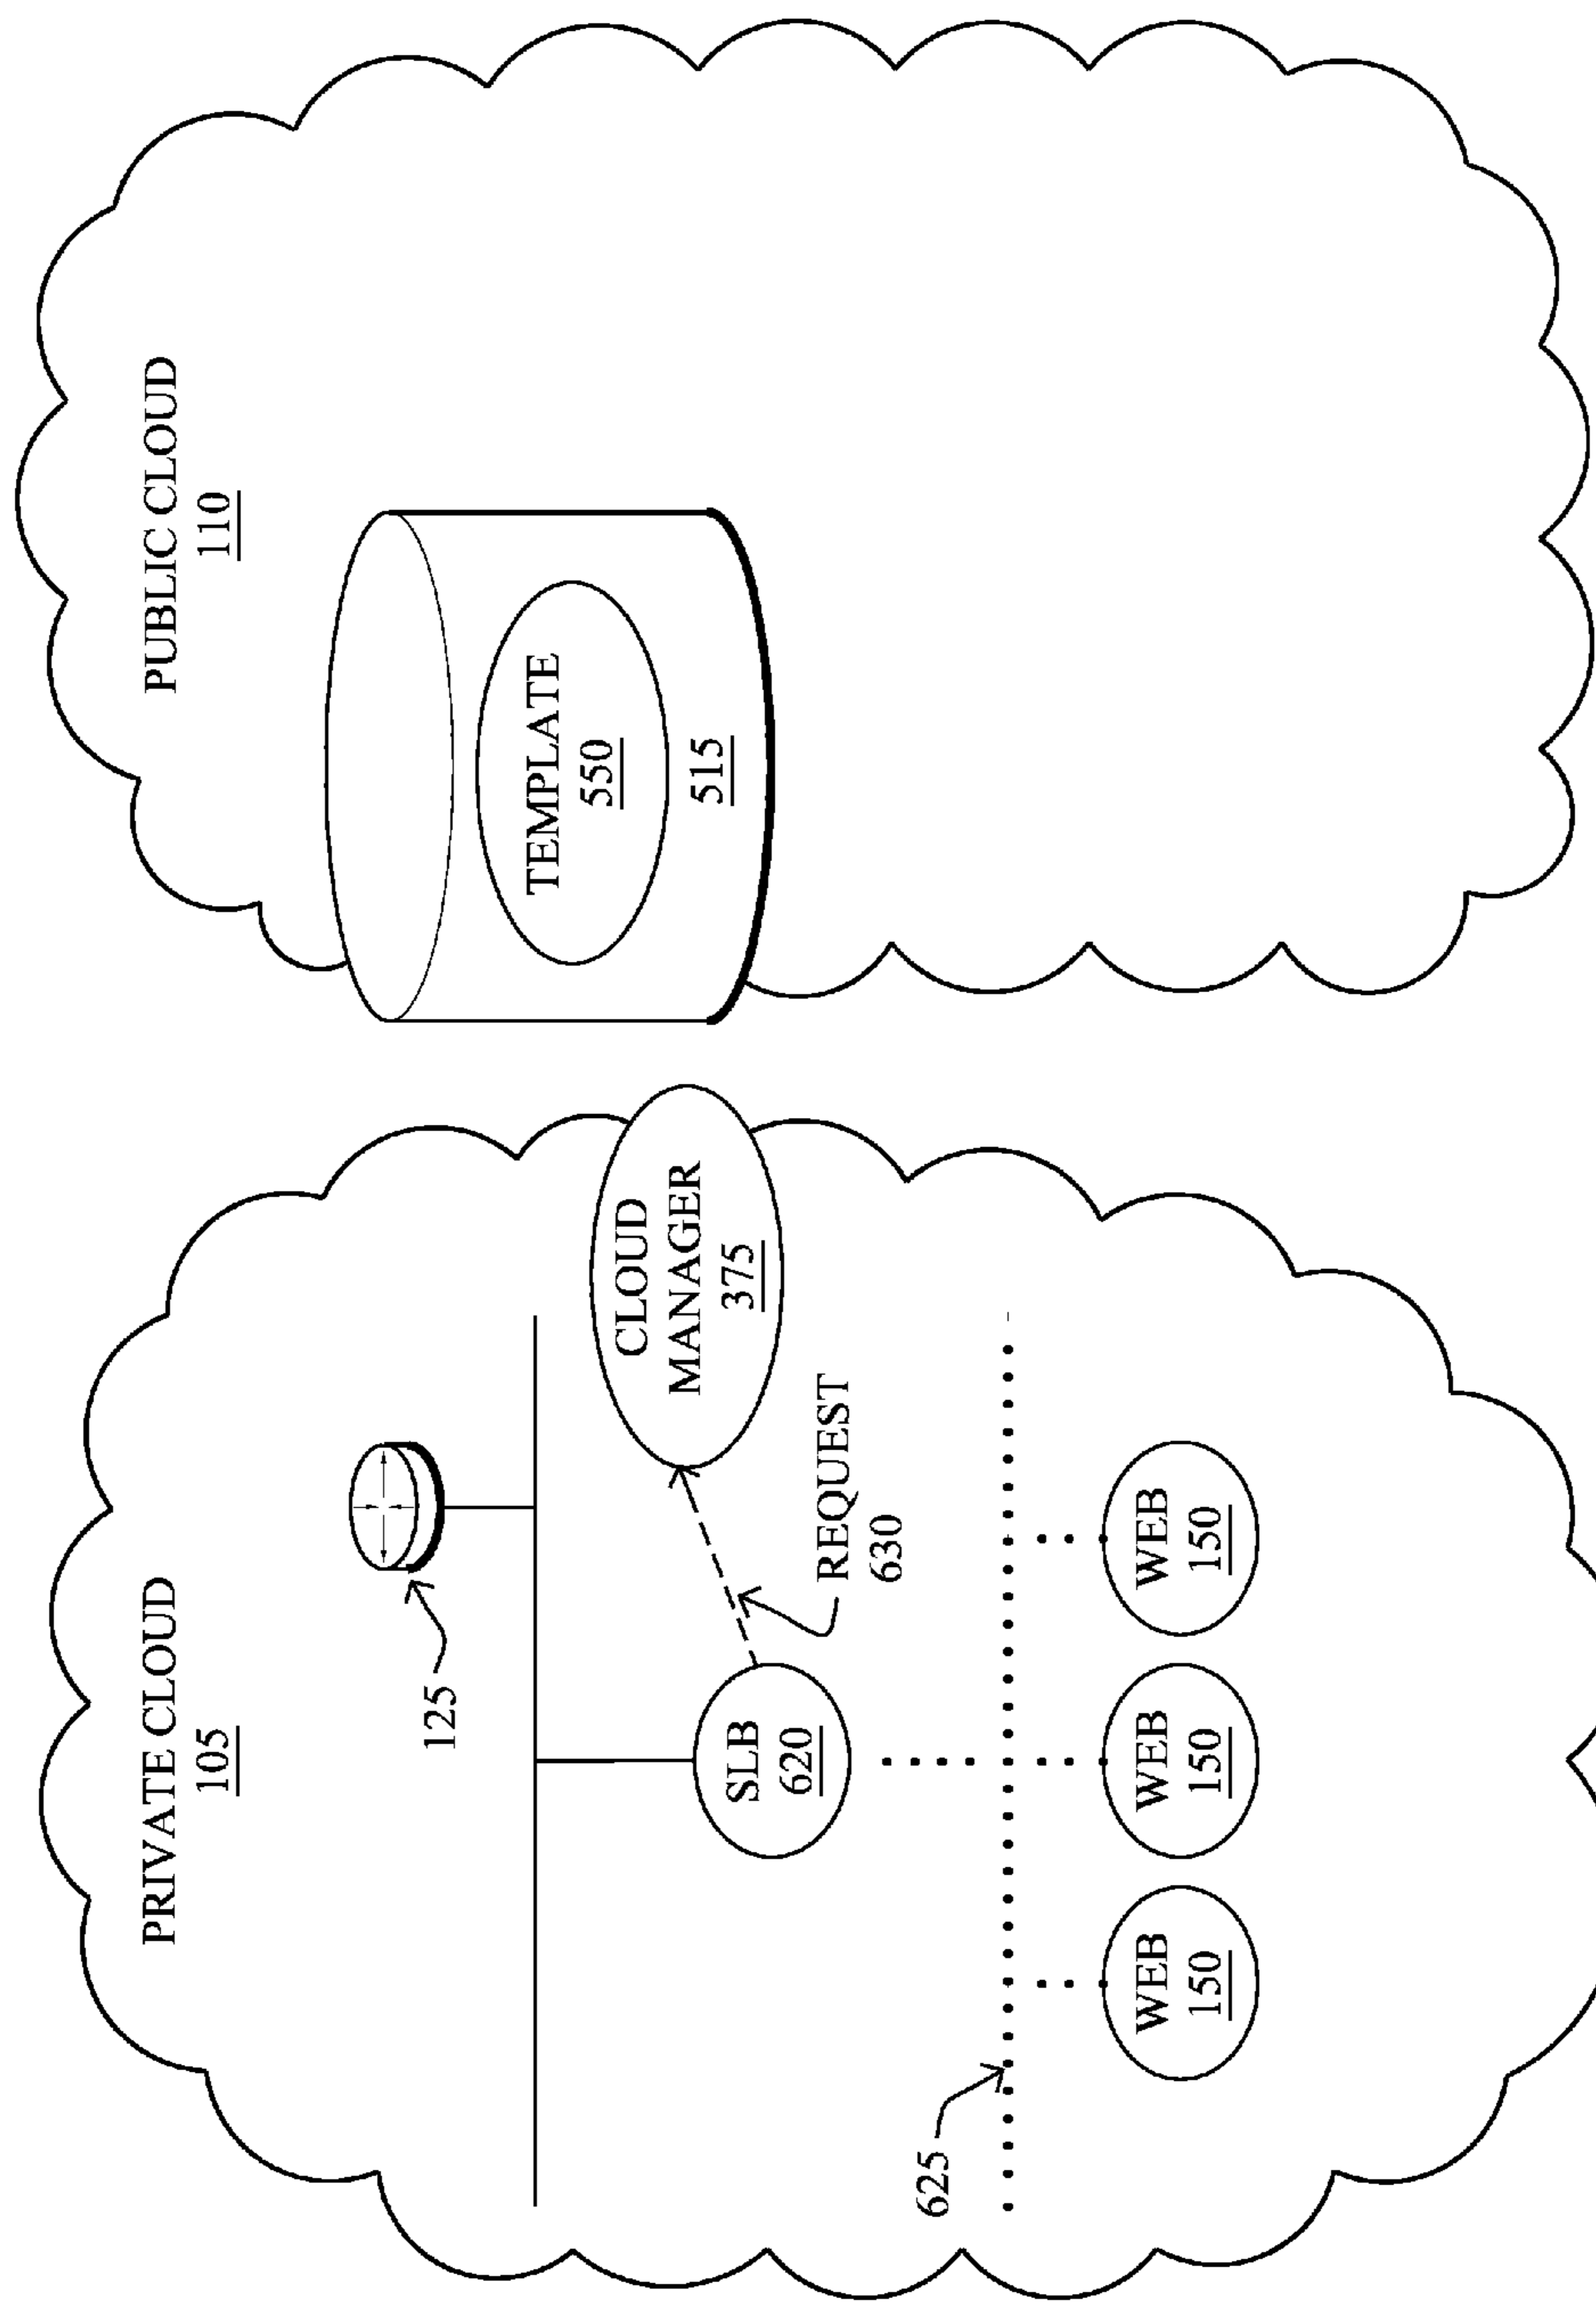 PRIVATE CLOUD
105
125
SLB
620
REQUEST
630
CLOUD
MANAGER
375
625
WEB
150
WEB
150
WEB
150
PUBLIC CLOUD
110
TEMPLATE
550
515